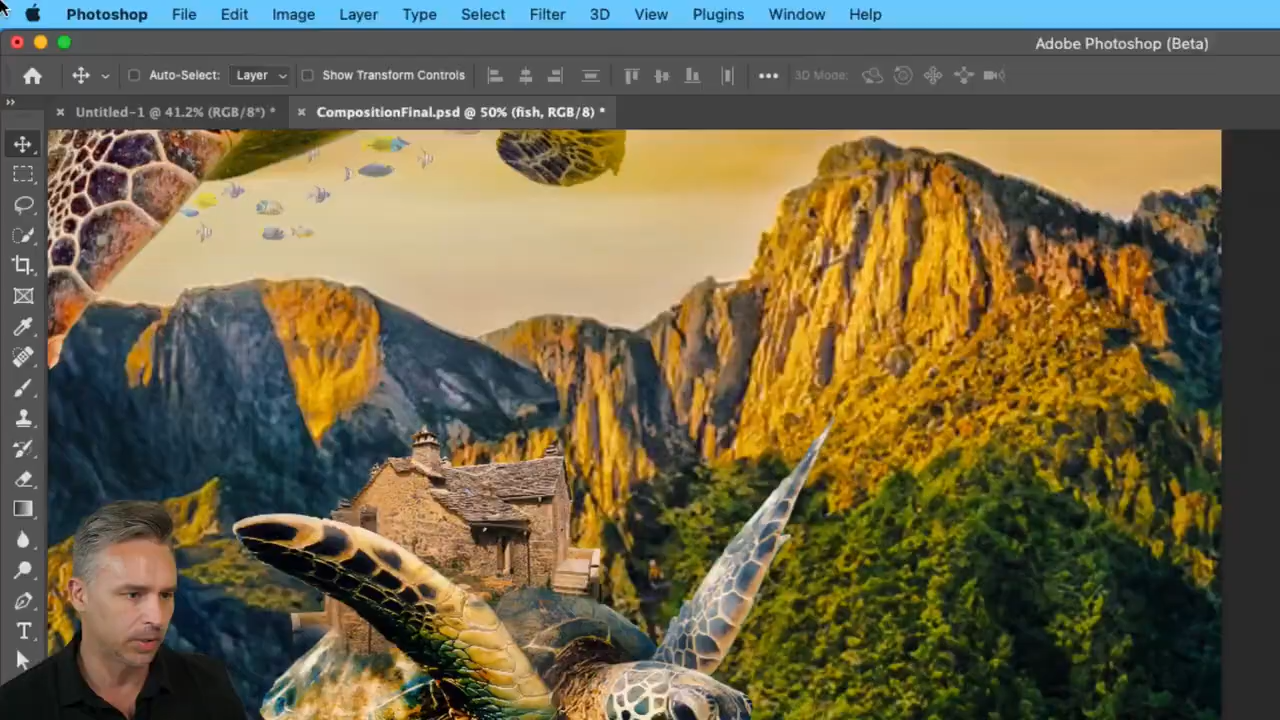 Photoshop File Edit Image Layer Type Select Filter 3D View Plugins Window Help
Adobe Photoshop (Beta)
Auto-Select: Layer Show Transform Controls 3D Mode:
Untitled-1 @ 41.2% (RGB/8*) * CompositionFinal.psd @ 50% (fish, RGB/8) *